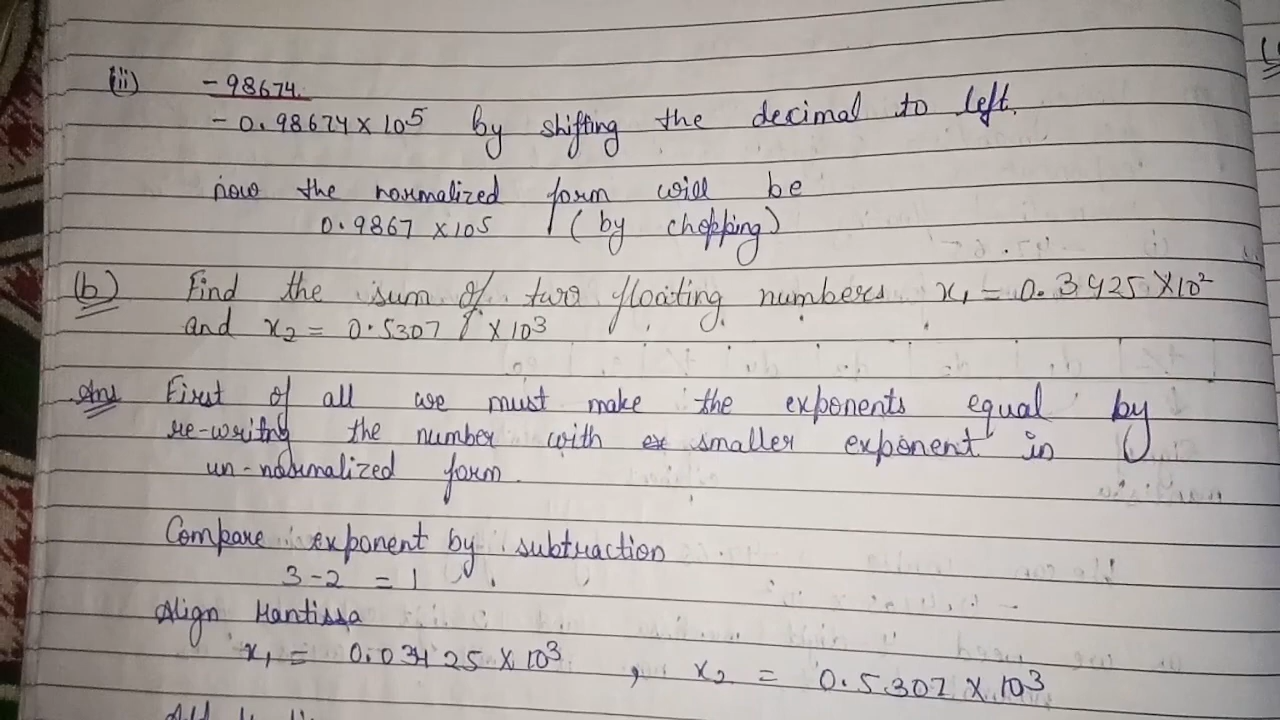 (ii) - 98674.
- 0.98674 x 10^5 by shifting the decimal to left.
now the normalized form will be
0.9867 x 10^5 (by chopping)
(b) Find the sum of two floating numbers x₁ = 0.3425 X 10^2
and x₂ = 0.5307 x 10^3
Ans First of all we must make the exponents equal by
re-writng the number with smaller exponent in
un-normalized form.
Compare exponent by subtraction
3-2 = 1
Align Mantissa
x₁ = 0.03425 X 10^3 , x₂ = 0.5307 X 10^3